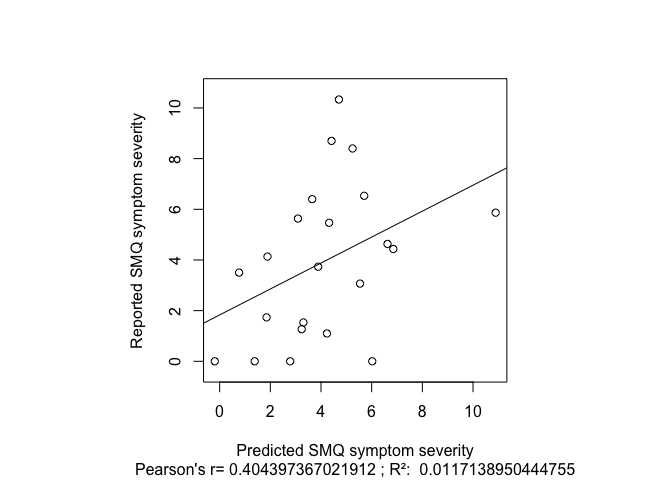 Reported SMQ symptom severity
10
8
6
4
2
0
0 2 4 6 8 10
Predicted SMQ symptom severity
Pearson's r= 0.404397367021912 ; R²:  0.0117138950444755